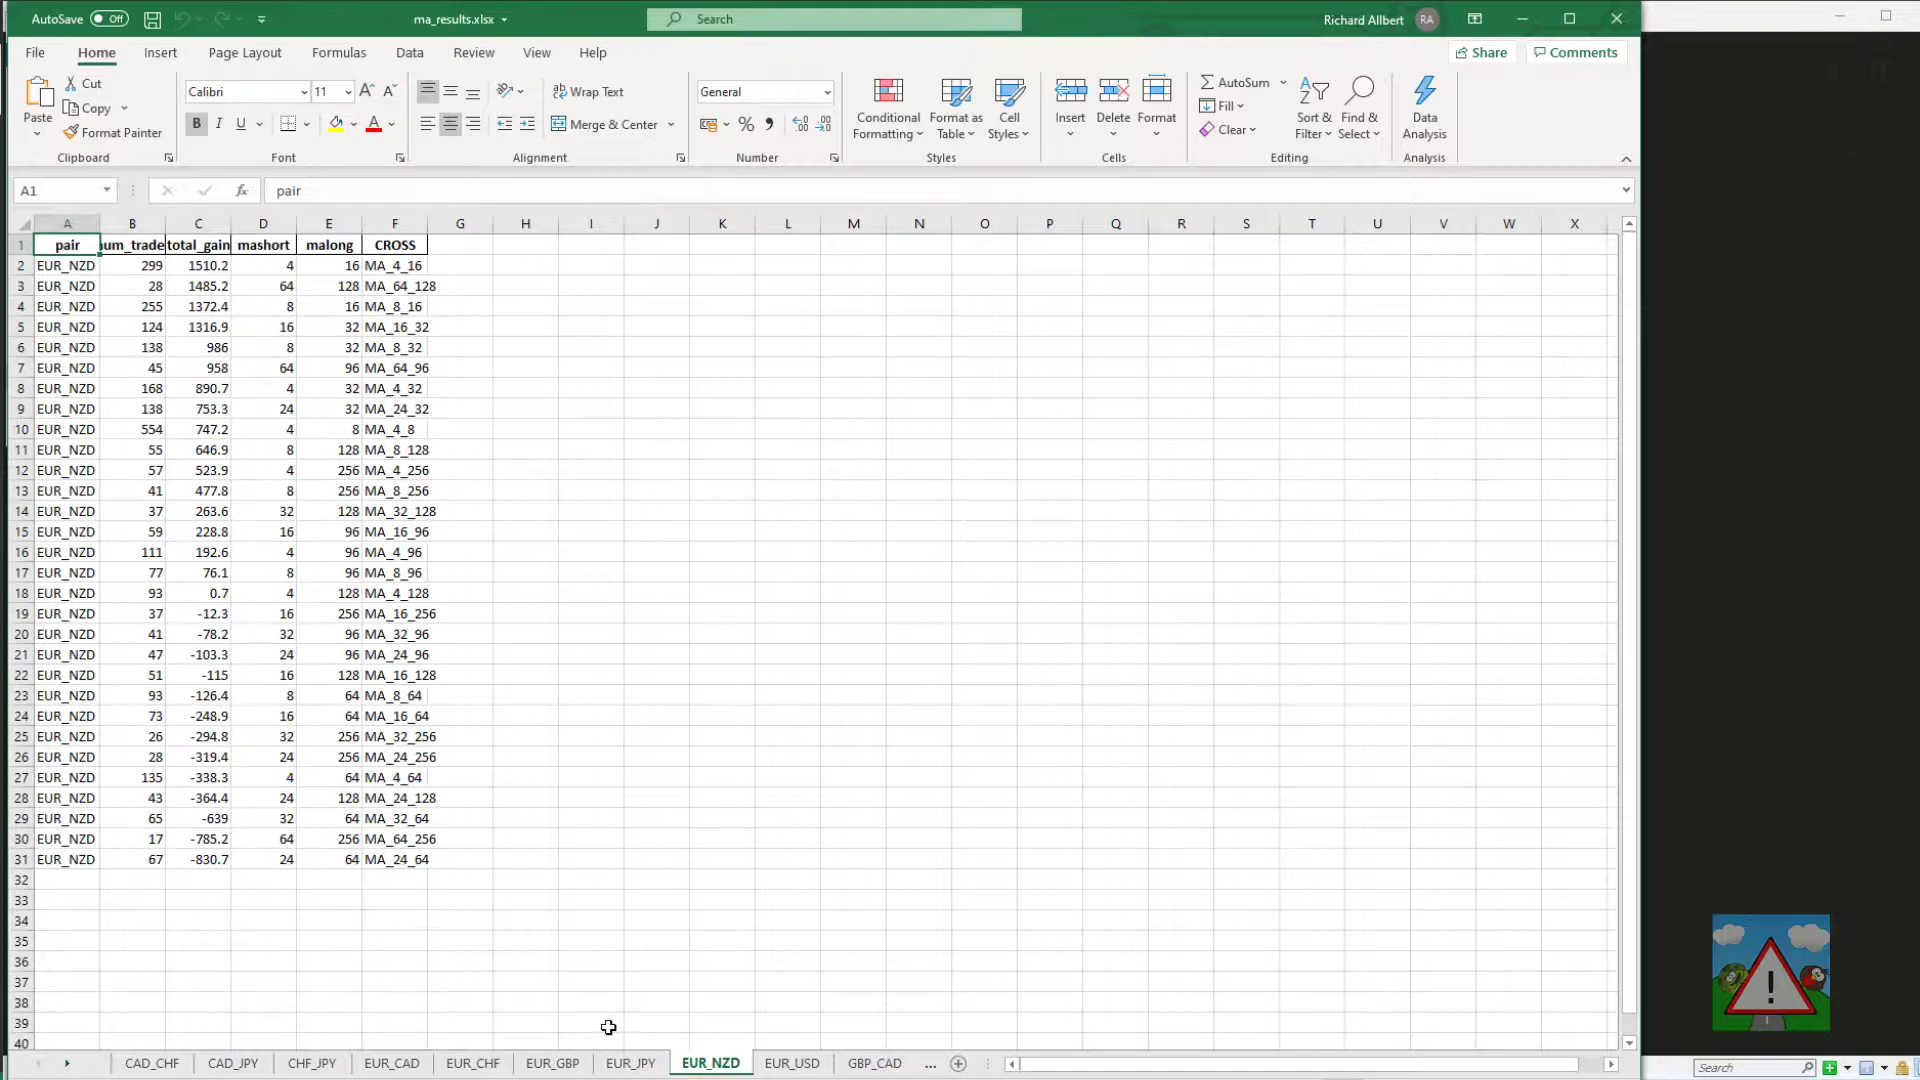 AutoSave Off ma_results.xlsx Search Richard Allbert RA
File Home Insert Page Layout Formulas Data Review View Help Share Comments
Paste Cut Copy Format Painter
Calibri 11 B I U
Wrap Text Merge & Center
General
Conditional Formatting Format as Table Cell Styles
Insert Delete Format
AutoSum Fill Clear Sort & Filter Find & Select
Data Analysis
Clipboard Font Alignment Number Styles Cells Editing Analysis
A1 fx pair
A B C D E F G H I J K L M N O P Q R S T U V W X
1 pair total_gain mashort malong CROSS
2 EUR_NZD 299 1510.2 4 16 MA_4_16
3 EUR_NZD 28 1485.2 64 128 MA_64_128
4 EUR_NZD 255 1372.4 8 16 MA_8_16
5 EUR_NZD 124 1316.9 16 32 MA_16_32
6 EUR_NZD 138 986 8 32 MA_8_32
7 EUR_NZD 45 958 64 96 MA_64_96
8 EUR_NZD 168 890.7 4 32 MA_4_32
9 EUR_NZD 138 753.3 24 32 MA_24_32
10 EUR_NZD 554 747.2 4 8 MA_4_8
11 EUR_NZD 55 646.9 8 128 MA_8_128
12 EUR_NZD 57 523.9 4 256 MA_4_256
13 EUR_NZD 41 477.8 8 256 MA_8_256
14 EUR_NZD 37 263.6 32 128 MA_32_128
15 EUR_NZD 59 228.8 16 96 MA_16_96
16 EUR_NZD 111 192.6 4 96 MA_4_96
17 EUR_NZD 77 76.1 8 96 MA_8_96
18 EUR_NZD 93 0.7 4 128 MA_4_128
19 EUR_NZD 37 -12.3 16 256 MA_16_256
20 EUR_NZD 41 -78.2 32 96 MA_32_96
21 EUR_NZD 47 -103.3 24 96 MA_24_96
22 EUR_NZD 51 -115 16 128 MA_16_128
23 EUR_NZD 93 -126.4 8 64 MA_8_64
24 EUR_NZD 73 -248.9 16 64 MA_16_64
25 EUR_NZD 26 -294.8 32 256 MA_32_256
26 EUR_NZD 28 -319.4 24 256 MA_24_256
27 EUR_NZD 135 -338.3 4 64 MA_4_64
28 EUR_NZD 43 -364.4 24 128 MA_24_128
29 EUR_NZD 65 -639 32 64 MA_32_64
30 EUR_NZD 17 -785.2 64 256 MA_64_256
31 EUR_NZD 67 -830.7 24 64 MA_24_64
32
33
34
35
36
37
38
39
40
CAD_CHF CAD_JPY CHF_JPY EUR_CAD EUR_CHF EUR_GBP EUR_JPY EUR_NZD EUR_USD GBP_CAD ...
Search